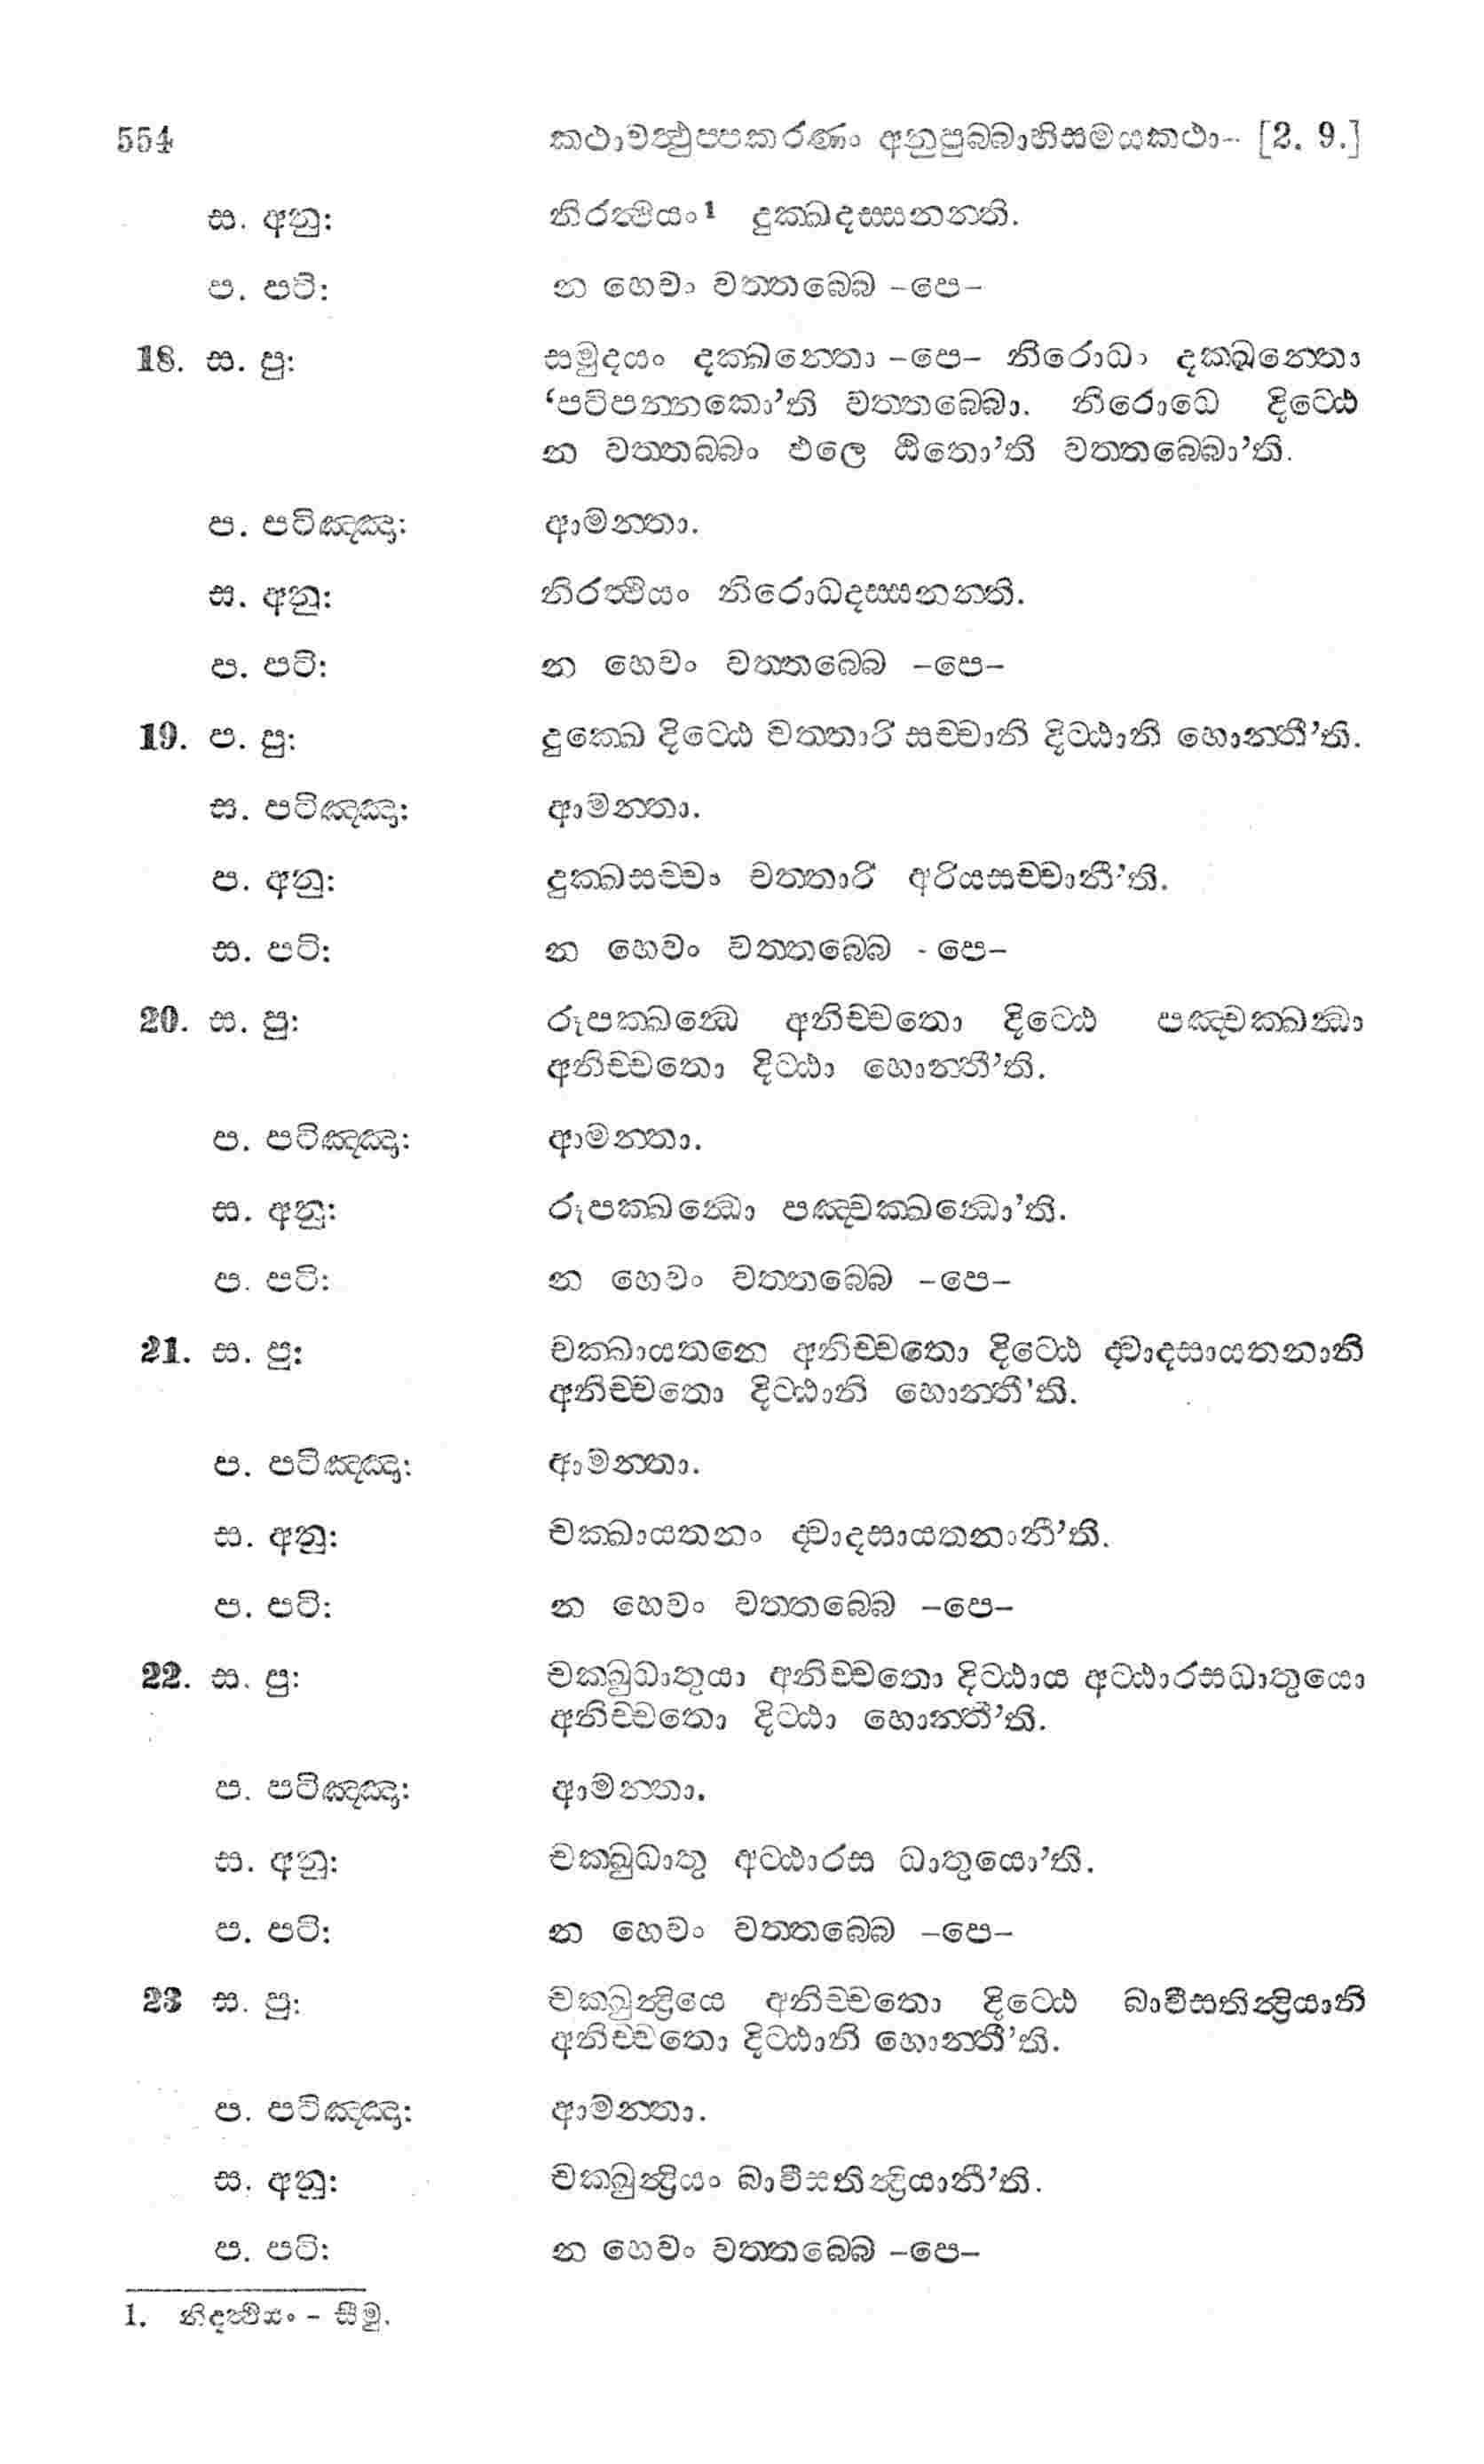 554 කථාවත්‍ථුප‍්පකරණං අනුපුබ‍්බාභිසමයකථා– [2. 9.]
ස. අනු: නිරත්‍ථියං1 දුක‍්ඛදස‍්සනන‍්ති.
ප. පටි: න හෙවං වත‍්තබ‍්බෙ –පෙ–
18. ස. පු: සමුදයං දක‍්ඛන‍්තො –පෙ– නිරොධං දක‍්ඛන‍්තො
‘පටිපන‍්නකො’ති වත‍්තබ‍්බො. නිරොධෙ දිට‍්ඨෙ
න වත‍්තබ‍්බං ඵලෙ ඨිතො’ති වත‍්තබ‍්බො’ති.
ප. පටිඤ‍්ඤා: ආමන‍්තා.
ස. අනු: නිරත්‍ථියං නිරොධදස‍්සනන‍්ති.
ප. පටි: න හෙවං වත‍්තබ‍්බෙ –පෙ–
19. ප. පු: දුක‍්ඛෙ දිට‍්ඨෙ චත‍්තාරි සච‍්චානි දිට‍්ඨානි හොන‍්තී’ති.
ස. පටිඤ‍්ඤා: ආමන‍්තා.
ප. අනු: දුක‍්ඛසච‍්චං චත‍්තාරි අරියසච‍්චානී’ති.
ස. පටි: න හෙවං වත‍්තබ‍්බෙ - පෙ–
20. ස. පු: රූපක‍්ඛන්‍ධෙ අනිච‍්චතො දිට‍්ඨෙ පඤ‍්චක‍්ඛන්‍ධා
අනිච‍්චතො දිට‍්ඨා හොන‍්තී’ති.
ප. පටිඤ‍්ඤා: ආමන‍්තා.
ස. අනු: රූපක‍්ඛන්‍ධො පඤ‍්චක‍්ඛන්‍ධො’ති.
ප. පටි: න හෙවං වත‍්තබ‍්බෙ –පෙ–
21. ස. පු: චක‍්ඛායතනෙ අනිච‍්චතො දිට‍්ඨෙ ද්‍වාදසායතනානි
අනිච‍්චතො දිට‍්ඨානි හොන‍්තී’ති.
ප. පටිඤ‍්ඤා: ආමන‍්තා.
ස. අනු: චක‍්ඛායතනං ද්‍වාදසායතනානී’ති.
ප. පටි: න හෙවං වත‍්තබ‍්බෙ –පෙ–
22. ස. පු: චක‍්ඛුධාතුයා අනිච‍්චතො දිට‍්ඨාය අට‍්ඨාරසධාතුයො
අනිච‍්චතො දිට‍්ඨා හොන‍්තී’ති.
ප. පටිඤ‍්ඤා: ආමන‍්තා.
ස. අනු: චක‍්ඛුධාතු අට‍්ඨාරස ධාතුයො’ති.
ප. පටි: න හෙවං වත‍්තබ‍්බෙ –පෙ–
23 ස. පු: චක‍්ඛුන්‍ද්‍රියෙ අනිච‍්චතො දිට‍්ඨෙ බාවීසතින්‍ද්‍රියානි
අනිච‍්චතො දිට‍්ඨානි හොන‍්තී’ති.
ප. පටිඤ‍්ඤා: ආමන‍්තා.
ස. අනු: චක‍්ඛුන්‍ද්‍රියං බාවීසතින්‍ද්‍රියානී’ති.
ප. පටි: න හෙවං වත‍්තබ‍්බෙ –පෙ–
1. නිදත්‍ථියං – සීමු.